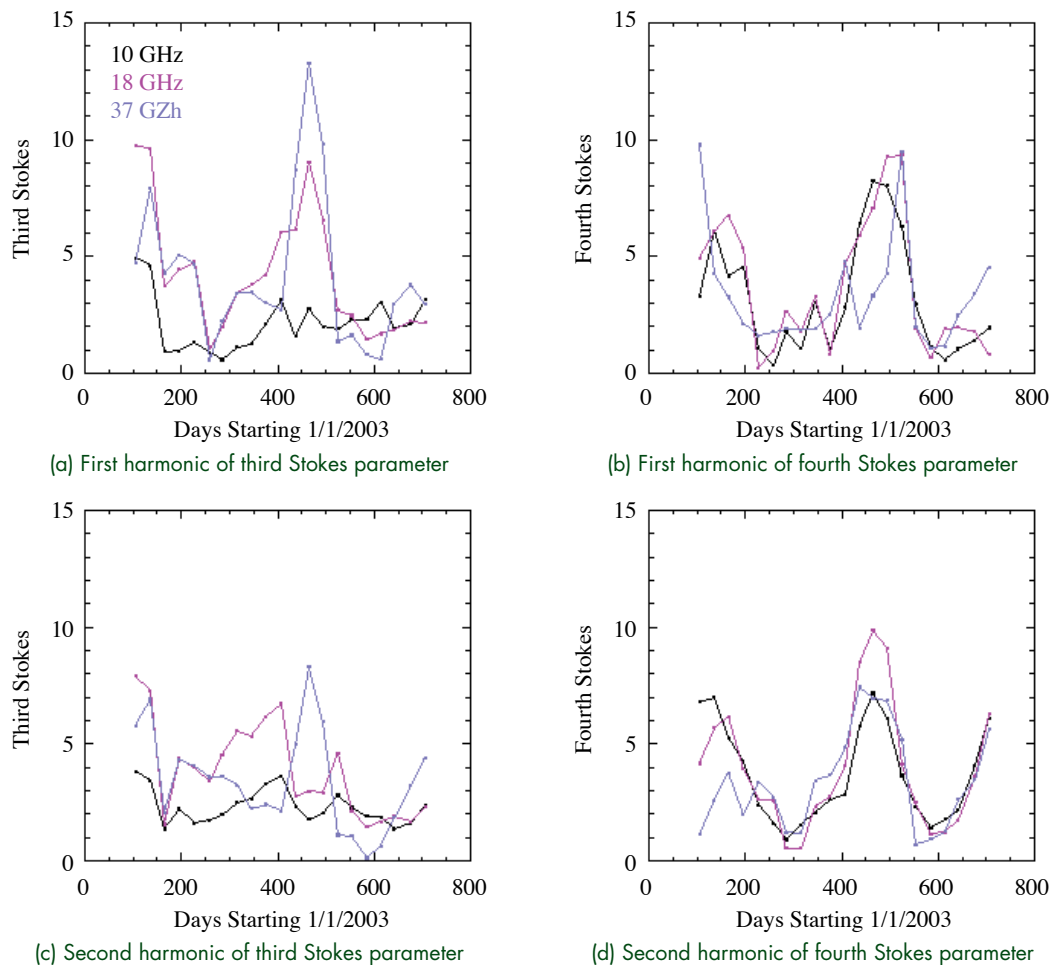 15
10
5
0
Third Stokes
10 GHz
18 GHz
37 GZh
0 200 400 600 800
Days Starting 1/1/2003
(a) First harmonic of third Stokes parameter
15
10
5
0
Fourth Stokes
0 200 400 600 800
Days Starting 1/1/2003
(b) First harmonic of fourth Stokes parameter
15
10
5
0
Third Stokes
0 200 400 600 800
Days Starting 1/1/2003
(c) Second harmonic of third Stokes parameter
15
10
5
0
Fourth Stokes
0 200 400 600 800
Days Starting 1/1/2003
(d) Second harmonic of fourth Stokes parameter